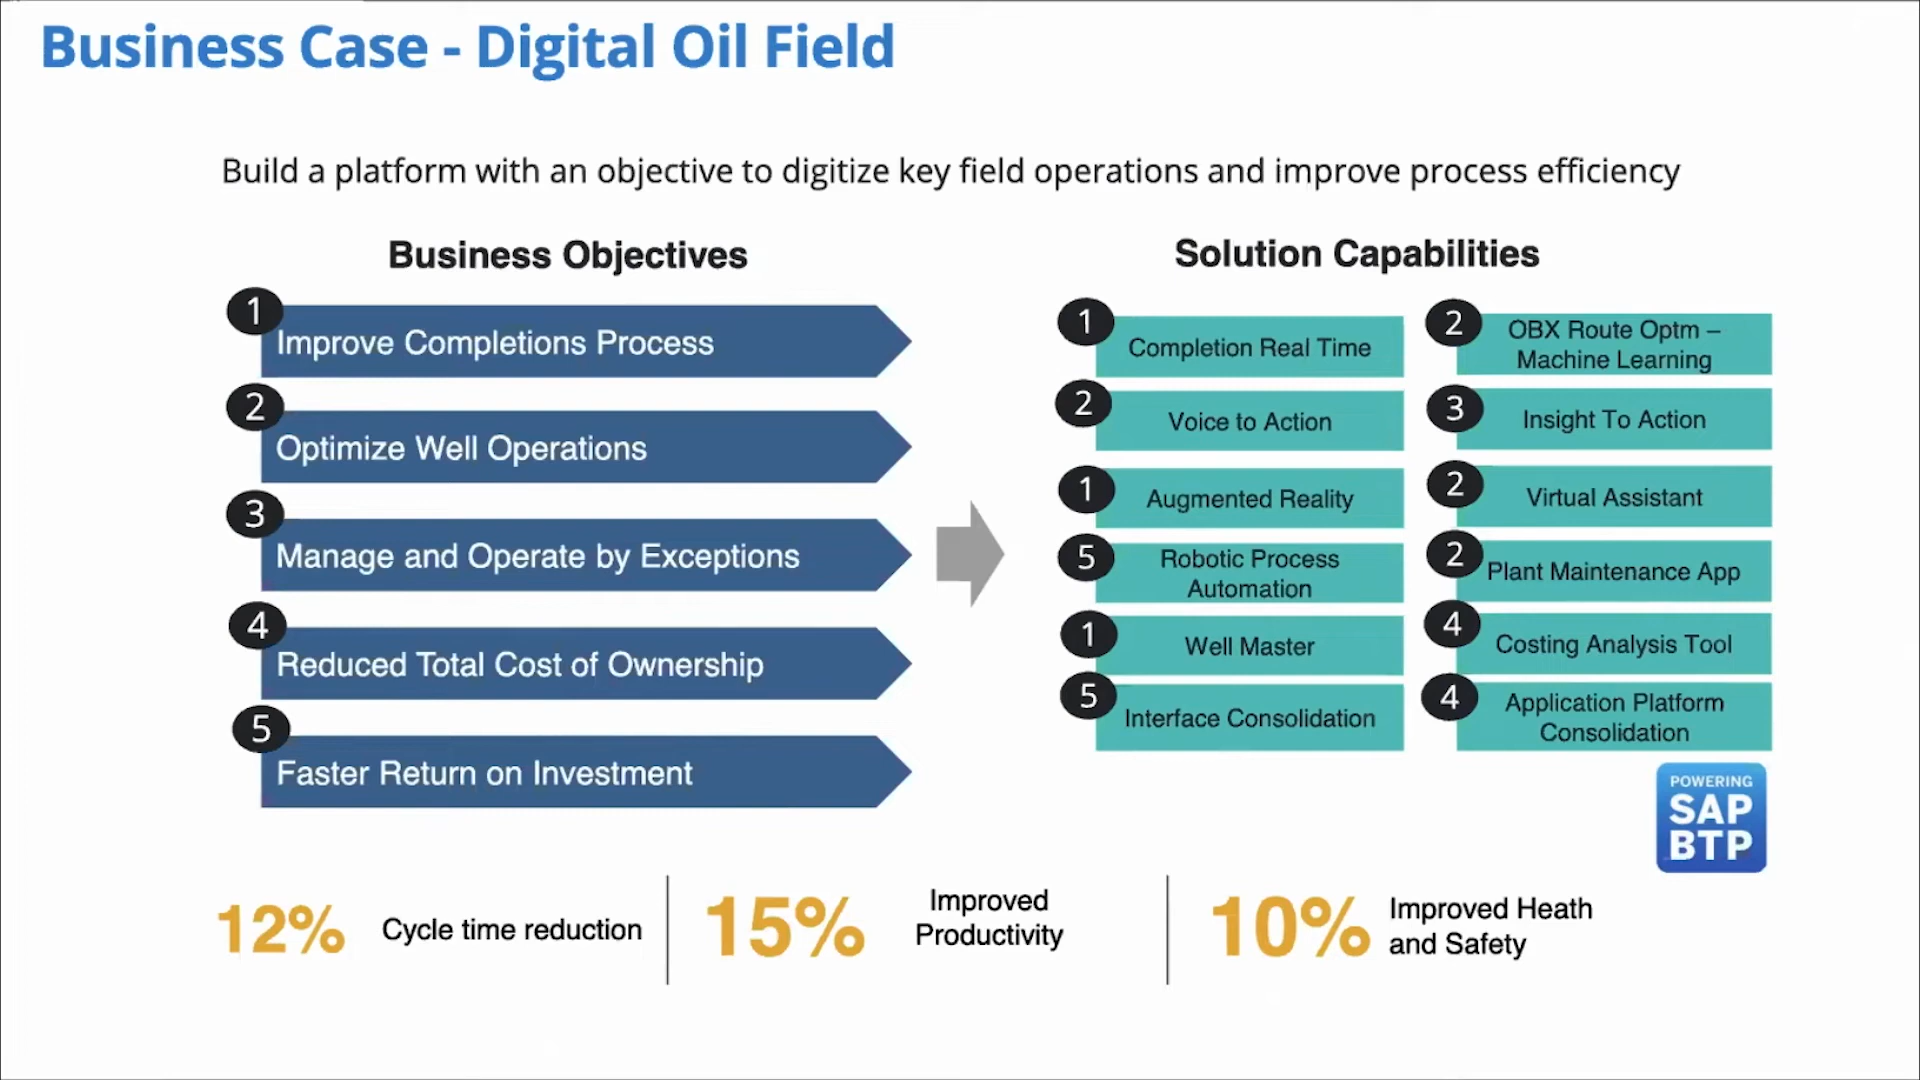 Business Case - Digital Oil Field
Build a platform with an objective to digitize key field operations and improve process efficiency
Business Objectives
1
Improve Completions Process
2
Optimize Well Operations
3
Manage and Operate by Exceptions
4
Reduced Total Cost of Ownership
5
Faster Return on Investment
Solution Capabilities
1
Completion Real Time
2
OBX Route Optm –
Machine Learning
2
Voice to Action
3
Insight To Action
1
Augmented Reality
2
Virtual Assistant
5
Robotic Process
Automation
2
Plant Maintenance App
1
Well Master
4
Costing Analysis Tool
5
Interface Consolidation
4
Application Platform
Consolidation
POWERING
SAP
BTP
12%
Cycle time reduction
15%
Improved
Productivity
10%
Improved Heath
and Safety